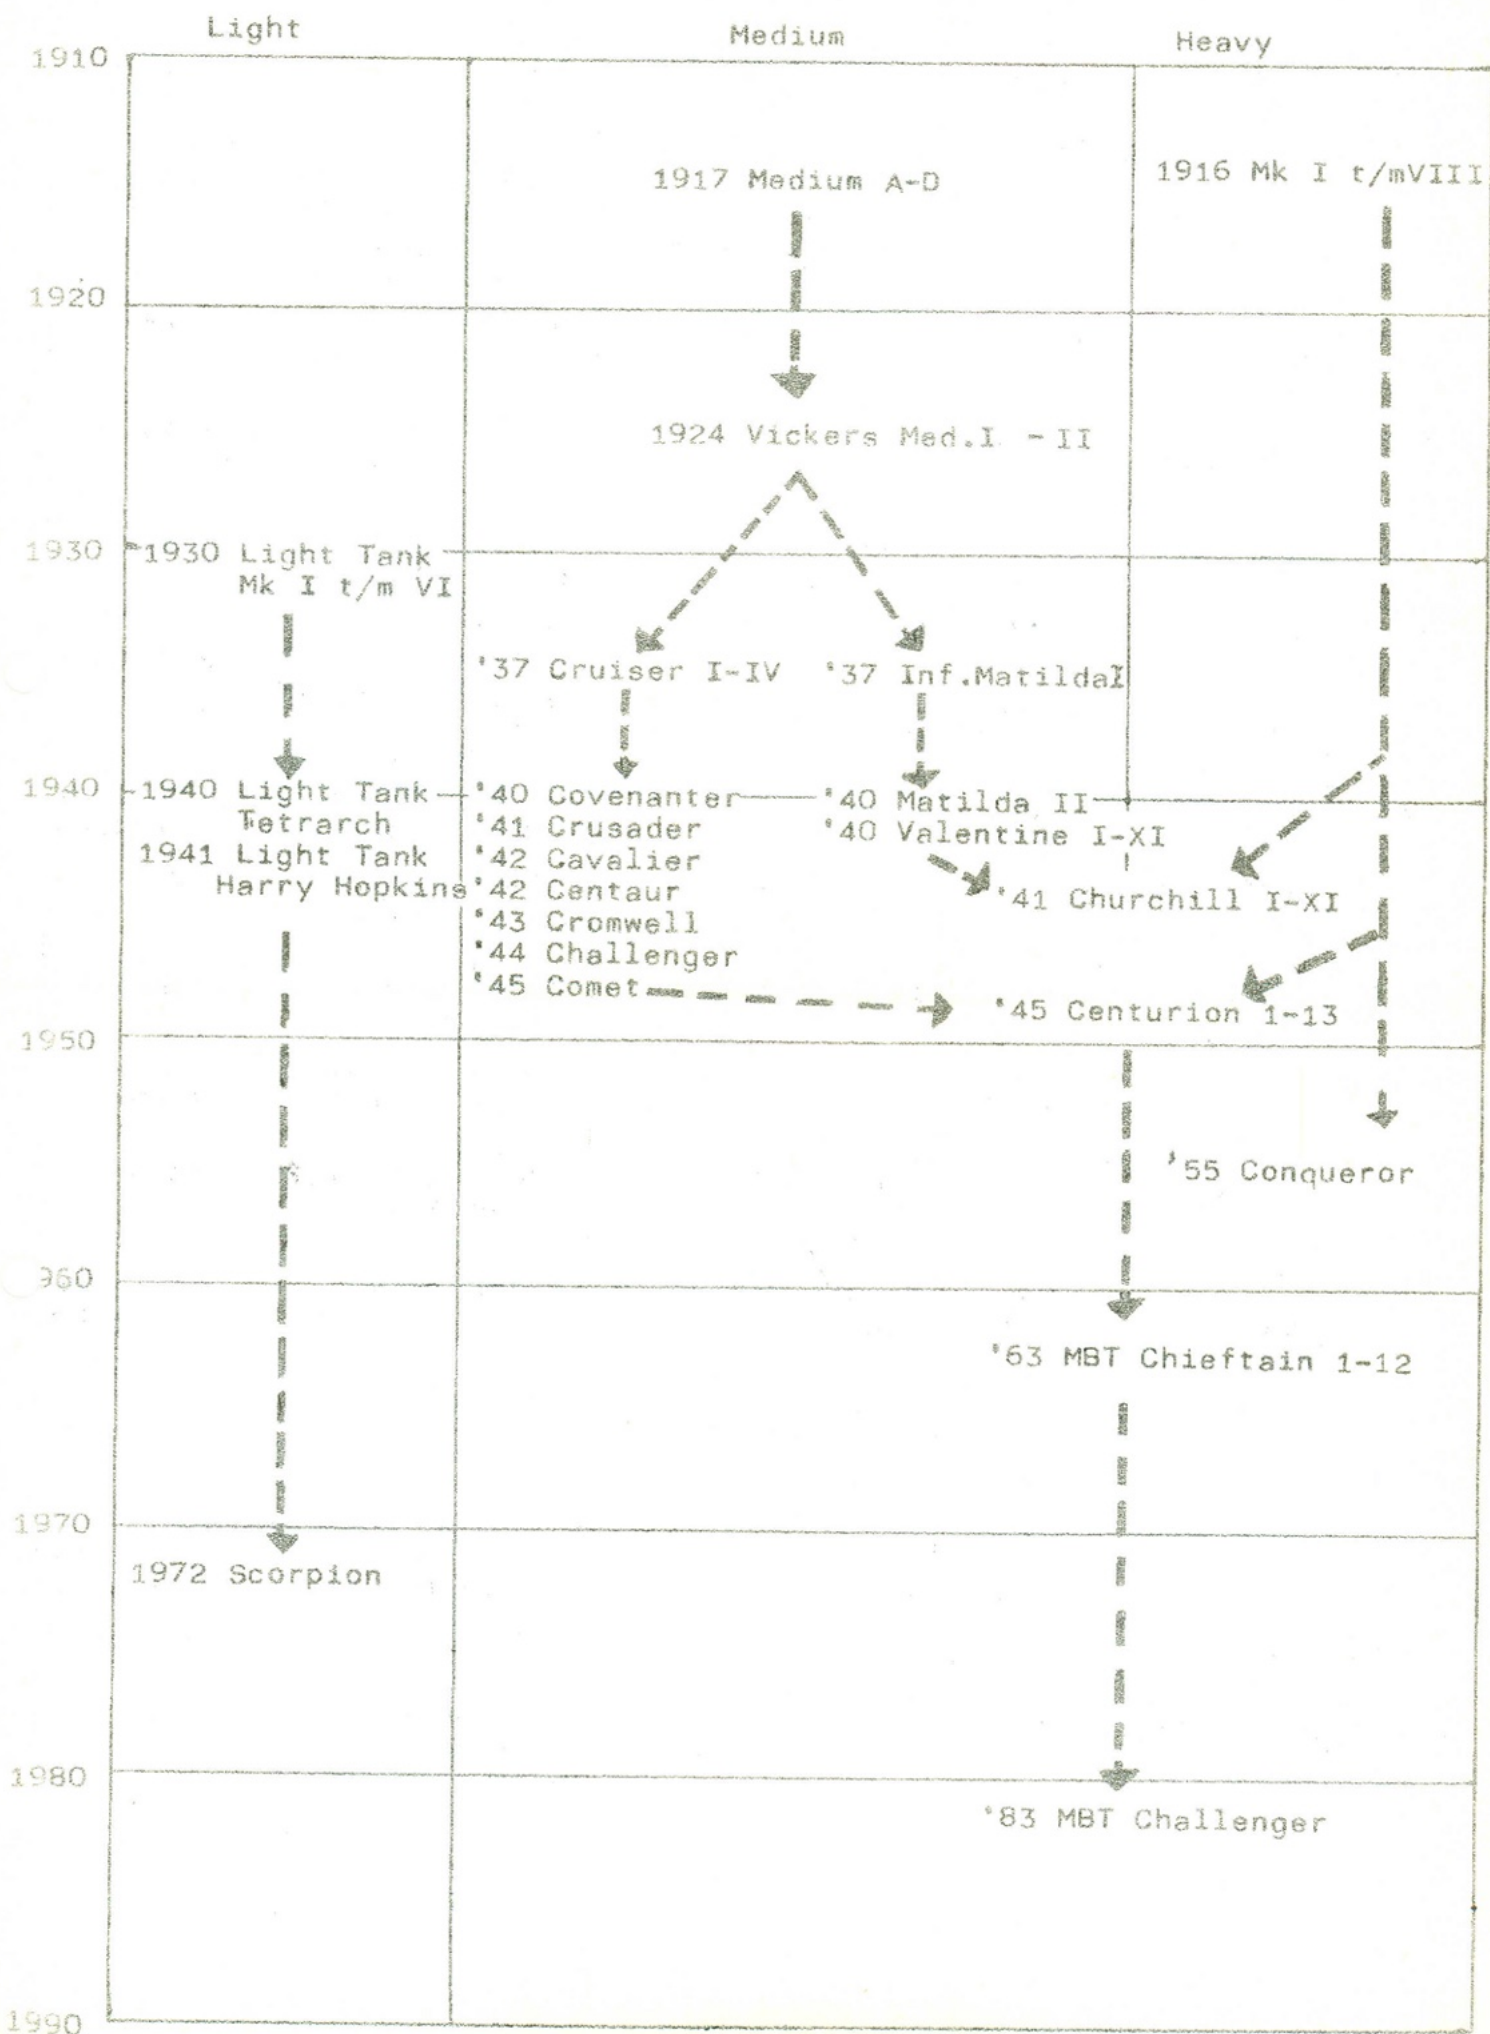 Light Medium Heavy
1910
1917 Medium A-D
1916 Mk I t/mVIII
1920
1924 Vickers Med.I - II
1930
1930 Light Tank
Mk I t/m VI
'37 Cruiser I-IV
'37 Inf.MatildaI
1940
1940 Light Tank
Tetrarch
1941 Light Tank
Harry Hopkins
'40 Covenanter
'41 Crusader
'42 Cavalier
'42 Centaur
'43 Cromwell
'44 Challenger
'45 Comet
'40 Matilda II
'40 Valentine I-XI
'41 Churchill I-XI
'45 Centurion 1-13
1950
'55 Conqueror
960
'63 MBT Chieftain 1-12
1970
1972 Scorpion
1980
'83 MBT Challenger
1990